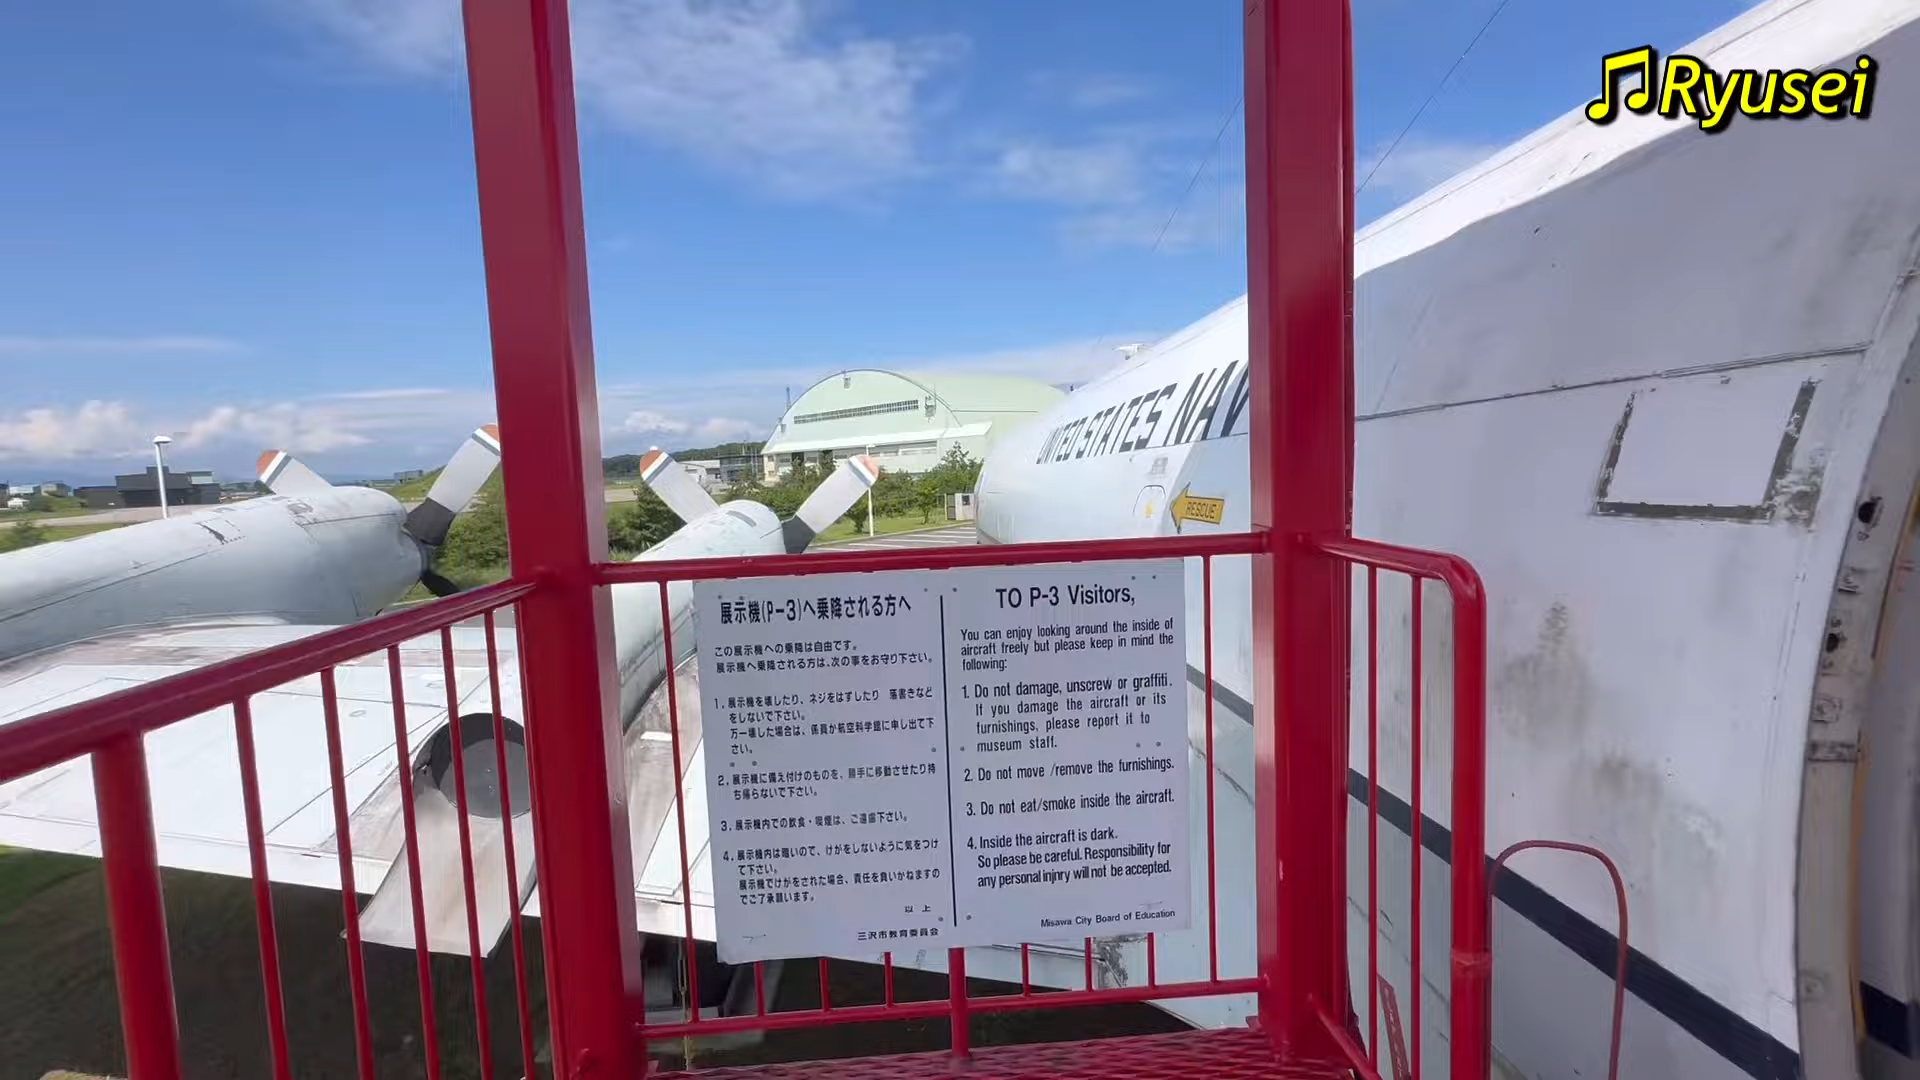 ♫Ryusei
UNITED STATES NAV
RESCUE
展示機(P-3)へ乗降される方へ
この展示機への乗降は自由です。
展示機へ乗降される方は、次の事をお守り下さい。
1. 展示機を壊したり、ネジをはずしたり 落書きなど
をしないで下さい。
万一壊した場合は、係員か航空科学館に申し出て下
さい。
2. 展示機に備え付けのものを、勝手に移動させたり持
ち帰らないで下さい。
3. 展示機内での飲食・喫煙は、ご遠慮下さい。
4. 展示機内は暗いので、けがをしないように気をつけ
て下さい。
展示機でけがをされた場合、責任を負いかねますの
でご了承願います。
以 上
三沢市教育委員会
TO P-3 Visitors,
You can enjoy looking around the inside of
aircraft freely but please keep in mind the
following:
1. Do not damage, unscrew or graffiti.
If you damage the aircraft or its
furnishings, please report it to
museum staff.
2. Do not move /remove the furnishings.
3. Do not eat/smoke inside the aircraft.
4. Inside the aircraft is dark.
So please be careful. Responsibility for
any personal injnry will not be accepted.
Misawa City Board of Education